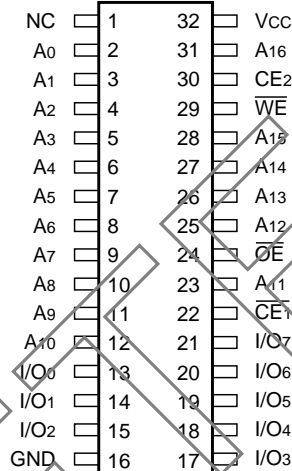 NC 1 32 VCC
A0 2 31 A16
A1 3 30 CE2
A2 4 29 W̅E̅
A3 5 28 A15
A4 6 27 A14
A5 7 26 A13
A6 8 25 A12
A7 9 24 O̅E̅
A8 10 23 A11
A9 11 22 C̅E̅1
A10 12 21 I/O7
I/O0 13 20 I/O6
I/O1 14 19 I/O5
I/O2 15 18 I/O4
GND 16 17 I/O3